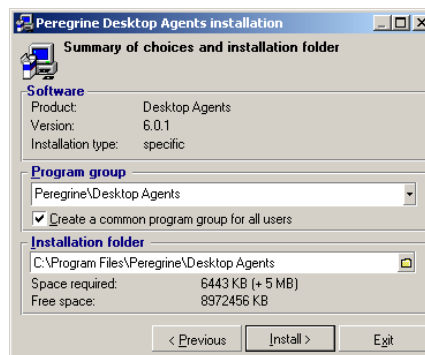 Peregrine Desktop Agents installation
Summary of choices and installation folder
Software
Product: Desktop Agents
Version: 6.0.1
Installation type: specific
Program group
Peregrine\Desktop Agents
Create a common program group for all users
Installation folder
C:\Program Files\Peregrine\Desktop Agents
Space required: 6443 KB (+ 5 MB)
Free space: 8972456 KB
< Previous Install > Exit